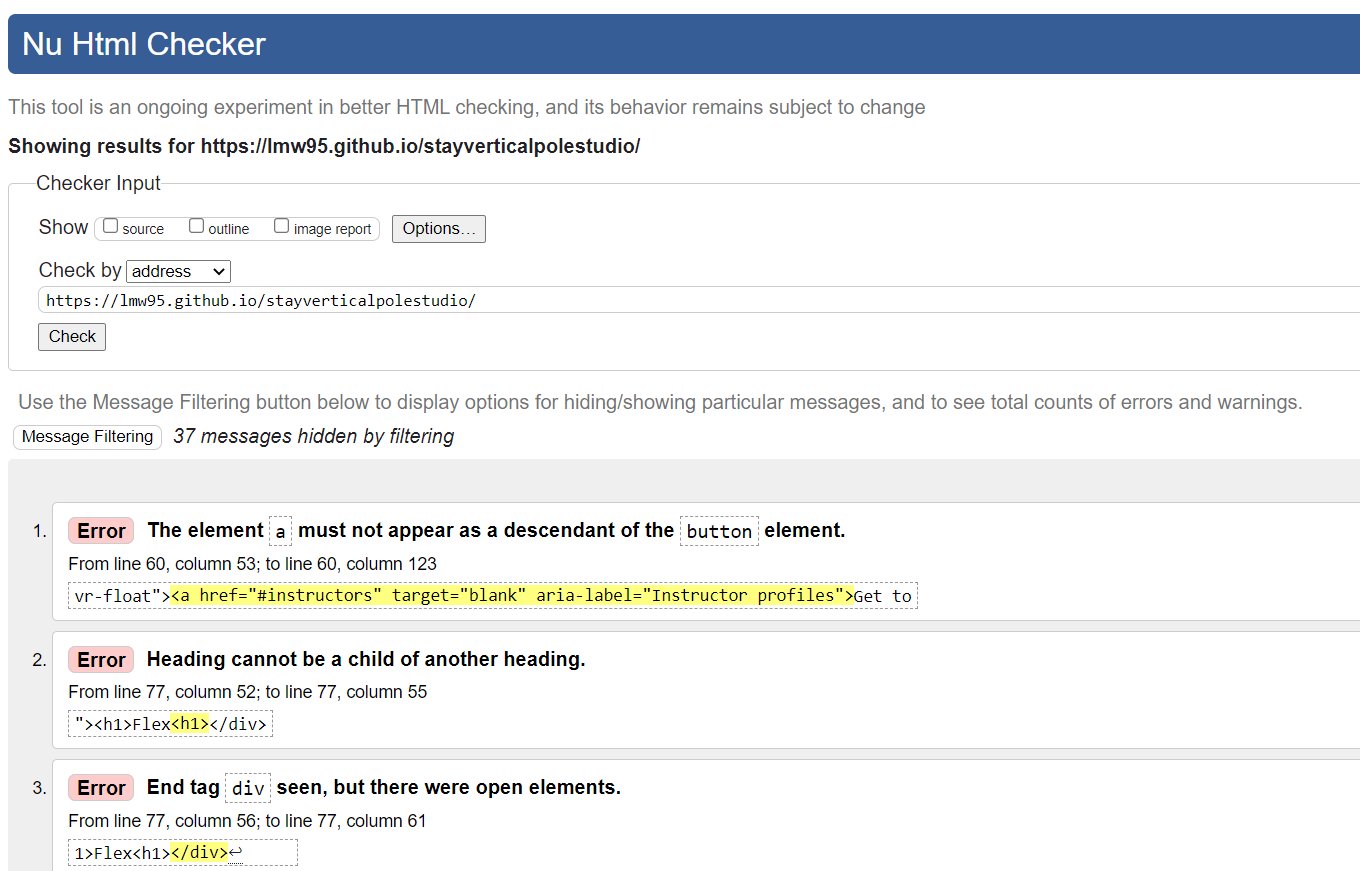 Nu Html Checker
This tool is an ongoing experiment in better HTML checking, and its behavior remains subject to change
Showing results for https://lmw95.github.io/stayverticalpolestudio/
Checker Input
Show source outline image report Options...
Check by address
https://lmw95.github.io/stayverticalpolestudio/
Check
Use the Message Filtering button below to display options for hiding/showing particular messages, and to see total counts of errors and warnings.
Message Filtering 37 messages hidden by filtering
1. Error The element a must not appear as a descendant of the button element.
From line 60, column 53; to line 60, column 123
vr-float"><a href="#instructors" target="blank" aria-label="Instructor profiles">Get to
2. Error Heading cannot be a child of another heading.
From line 77, column 52; to line 77, column 55
"><h1>Flex<h1></div>
3. Error End tag div seen, but there were open elements.
From line 77, column 56; to line 77, column 61
1>Flex<h1></div>↩